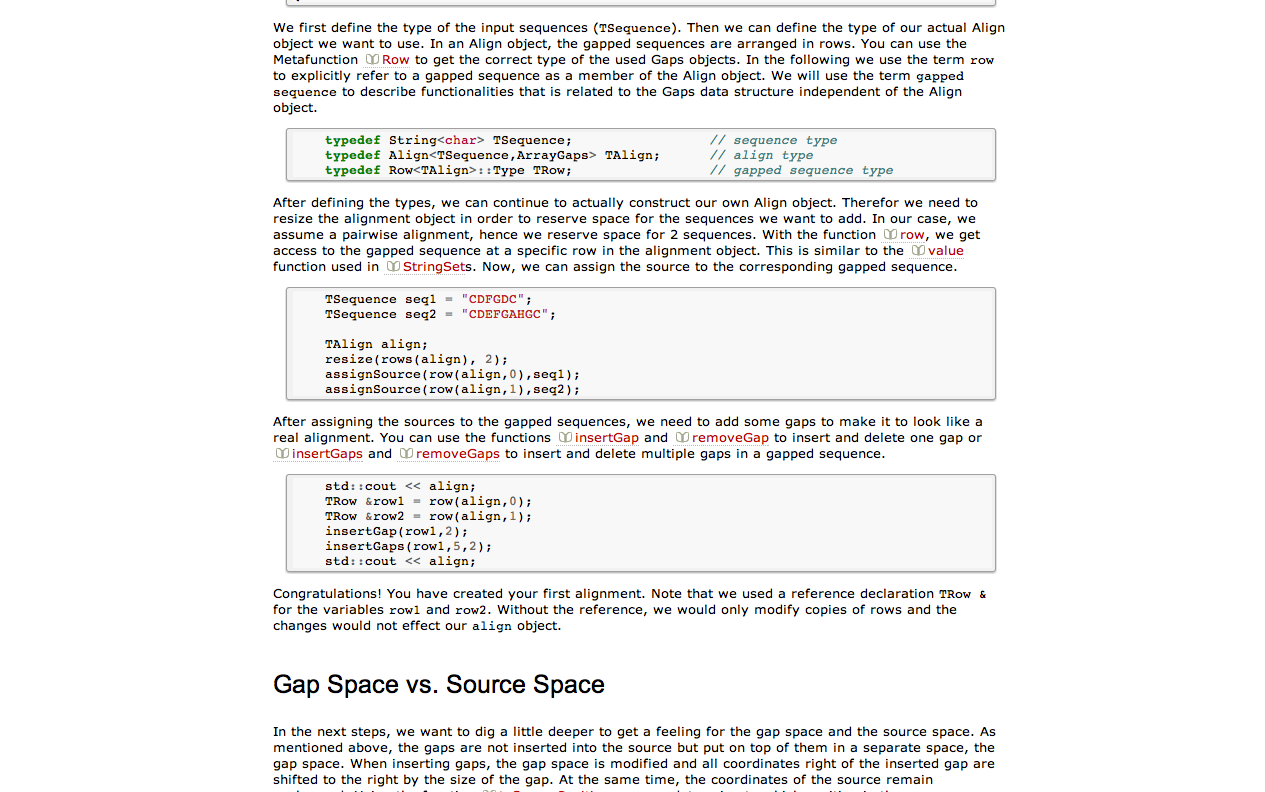 We first define the type of the input sequences (TSequence). Then we can define the type of our actual Align
object we want to use. In an Align object, the gapped sequences are arranged in rows. You can use the
Metafunction Row to get the correct type of the used Gaps objects. In the following we use the term row
to explicitly refer to a gapped sequence as a member of the Align object. We will use the term gapped
sequence to describe functionalities that is related to the Gaps data structure independent of the Align
object.
typedef String<char> TSequence; // sequence type
typedef Align<TSequence,ArrayGaps> TAlign; // align type
typedef Row<TAlign>::Type TRow; // gapped sequence type
After defining the types, we can continue to actually construct our own Align object. Therefor we need to
resize the alignment object in order to reserve space for the sequences we want to add. In our case, we
assume a pairwise alignment, hence we reserve space for 2 sequences. With the function row, we get
access to the gapped sequence at a specific row in the alignment object. This is similar to the value
function used in StringSets. Now, we can assign the source to the corresponding gapped sequence.
TSequence seq1 = "CDFGDC";
TSequence seq2 = "CDEFGAHGC";
TAlign align;
resize(rows(align), 2);
assignSource(row(align,0),seq1);
assignSource(row(align,1),seq2);
After assigning the sources to the gapped sequences, we need to add some gaps to make it to look like a
real alignment. You can use the functions insertGap and removeGap to insert and delete one gap or
insertGaps and removeGaps to insert and delete multiple gaps in a gapped sequence.
std::cout << align;
TRow &row1 = row(align,0);
TRow &row2 = row(align,1);
insertGap(row1,2);
insertGaps(row1,5,2);
std::cout << align;
Congratulations! You have created your first alignment. Note that we used a reference declaration TRow &
for the variables row1 and row2. Without the reference, we would only modify copies of rows and the
changes would not effect our align object.
Gap Space vs. Source Space
In the next steps, we want to dig a little deeper to get a feeling for the gap space and the source space. As
mentioned above, the gaps are not inserted into the source but put on top of them in a separate space, the
gap space. When inserting gaps, the gap space is modified and all coordinates right of the inserted gap are
shifted to the right by the size of the gap. At the same time, the coordinates of the source remain